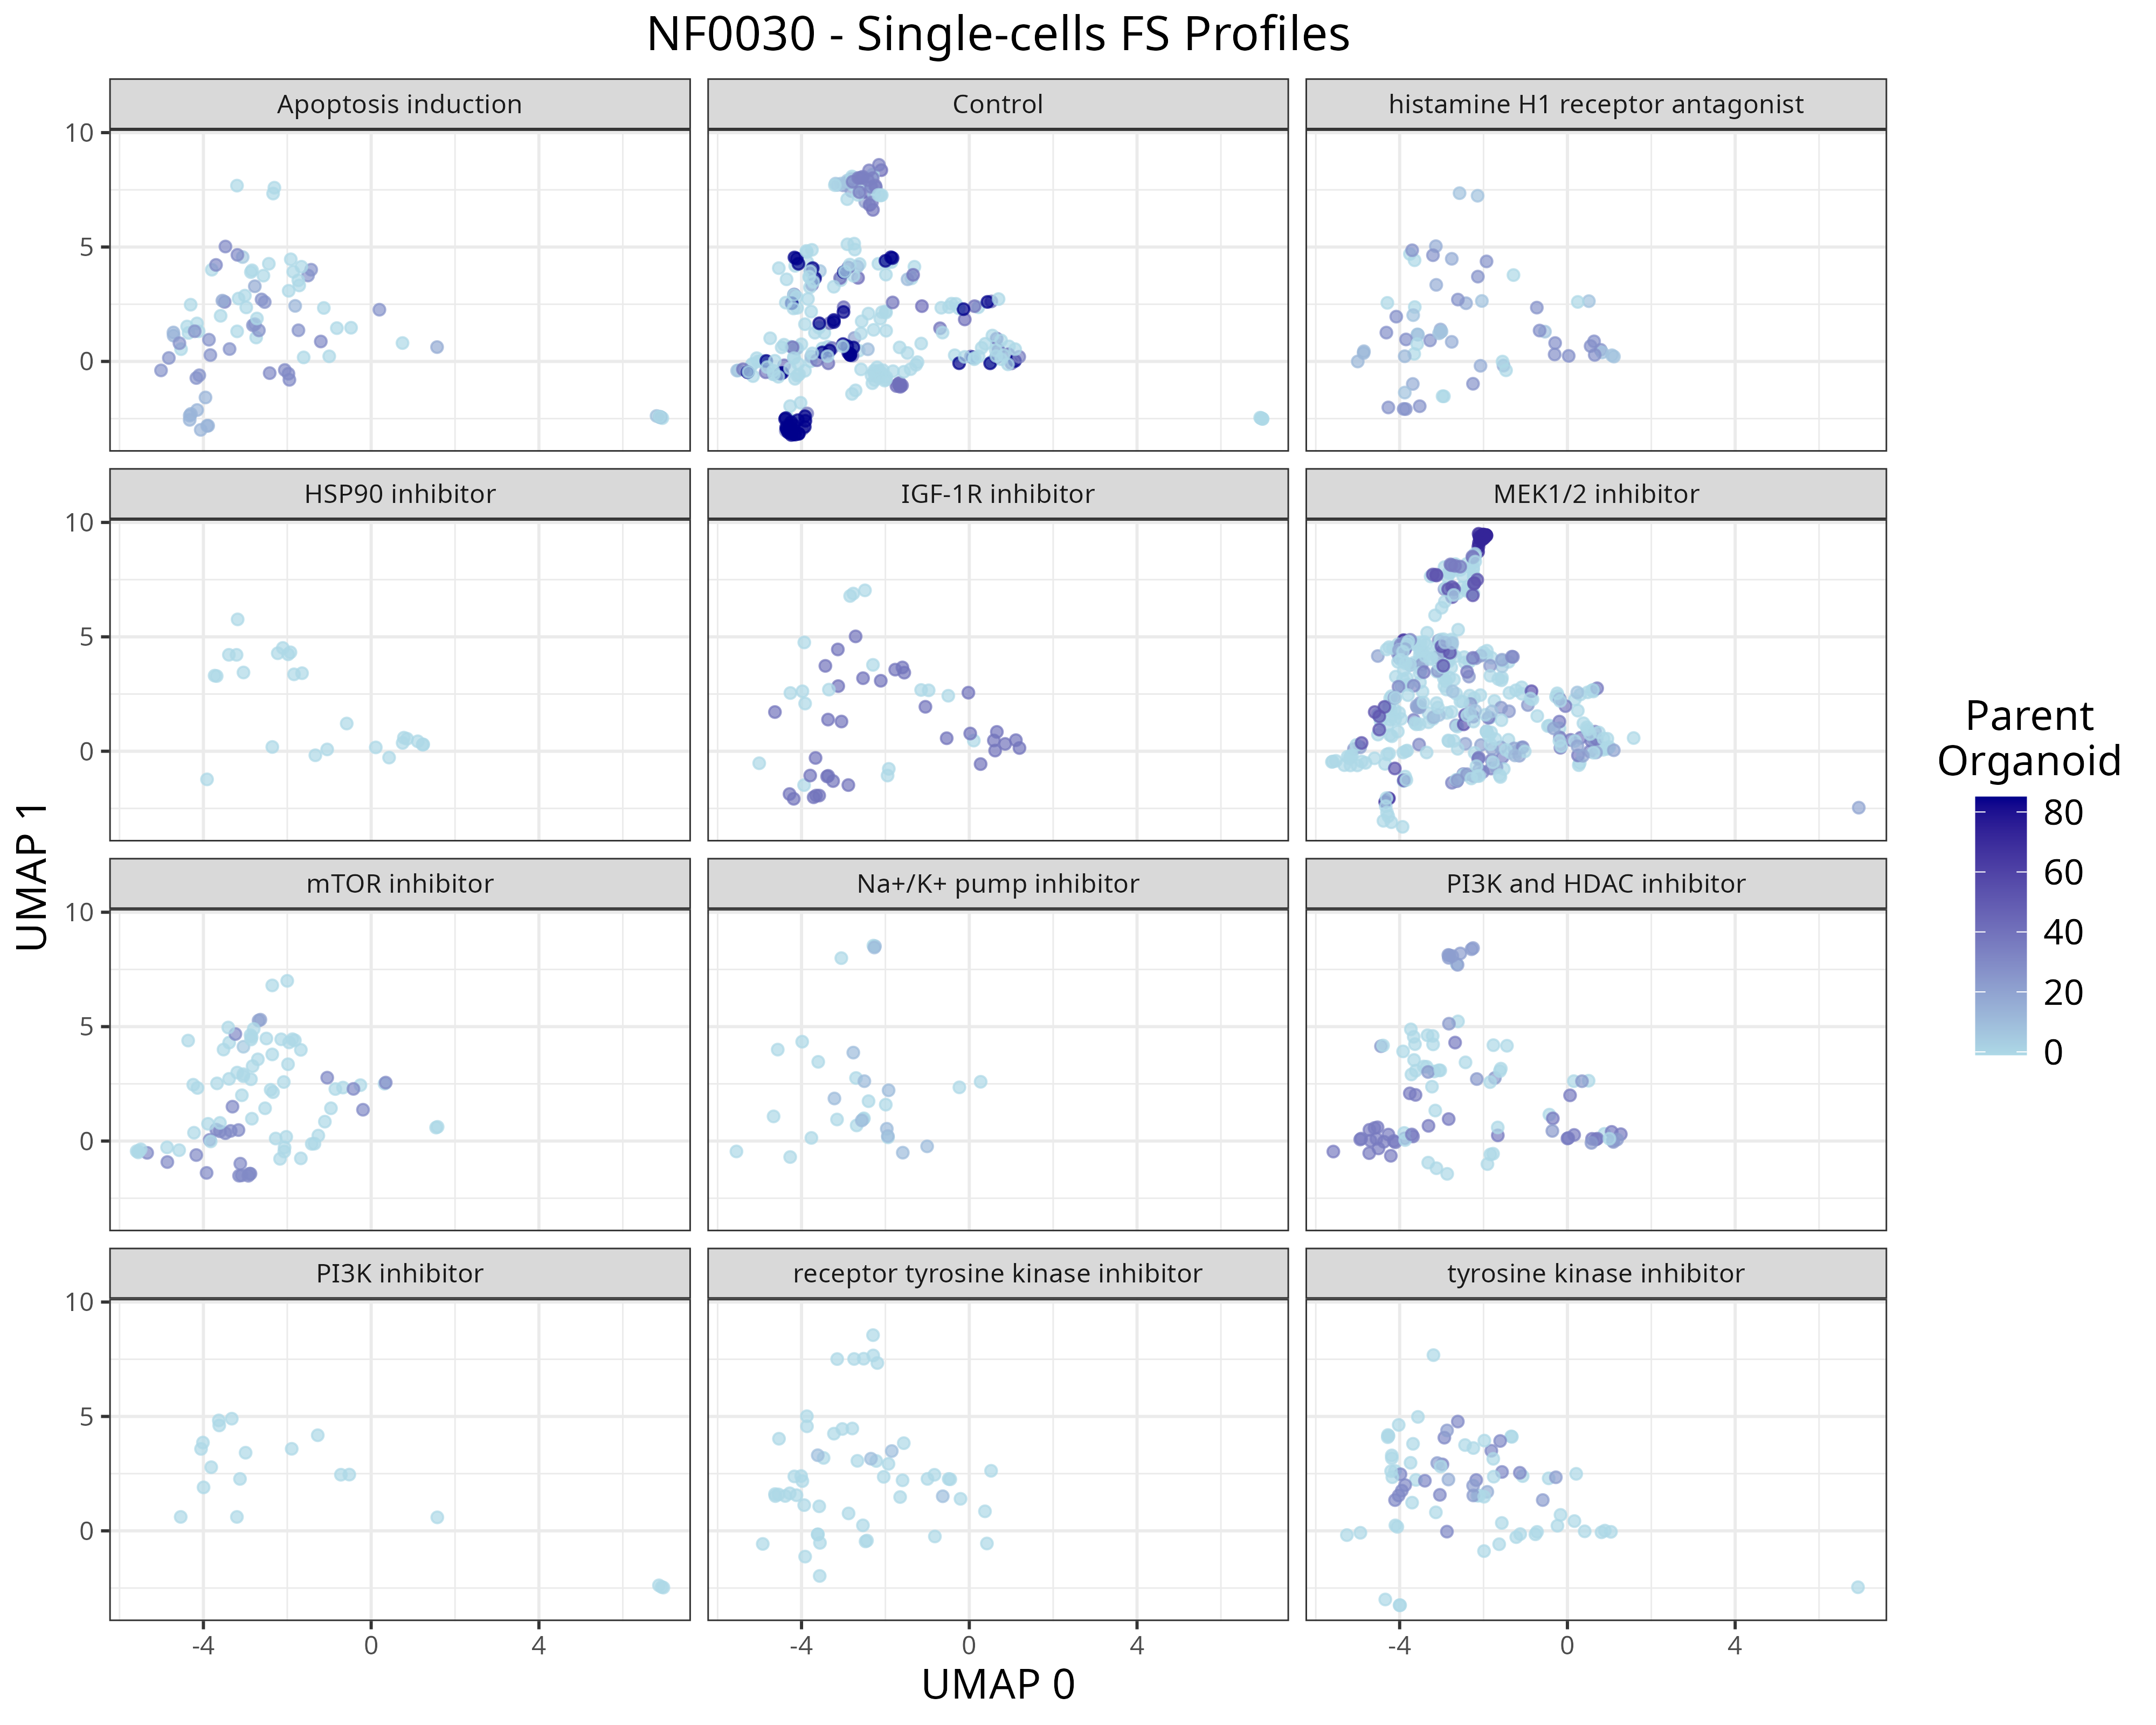 NF0030 - Single-cells FS Profiles
Apoptosis induction
Control
histamine H1 receptor antagonist
10
5
0
HSP90 inhibitor
IGF-1R inhibitor
MEK1/2 inhibitor
10
5
0
mTOR inhibitor
Na+/K+ pump inhibitor
PI3K and HDAC inhibitor
10
5
0
PI3K inhibitor
receptor tyrosine kinase inhibitor
tyrosine kinase inhibitor
10
5
0
-4
0
4
-4
0
4
-4
0
4
UMAP 0
UMAP 1
Parent
Organoid
80
60
40
20
0